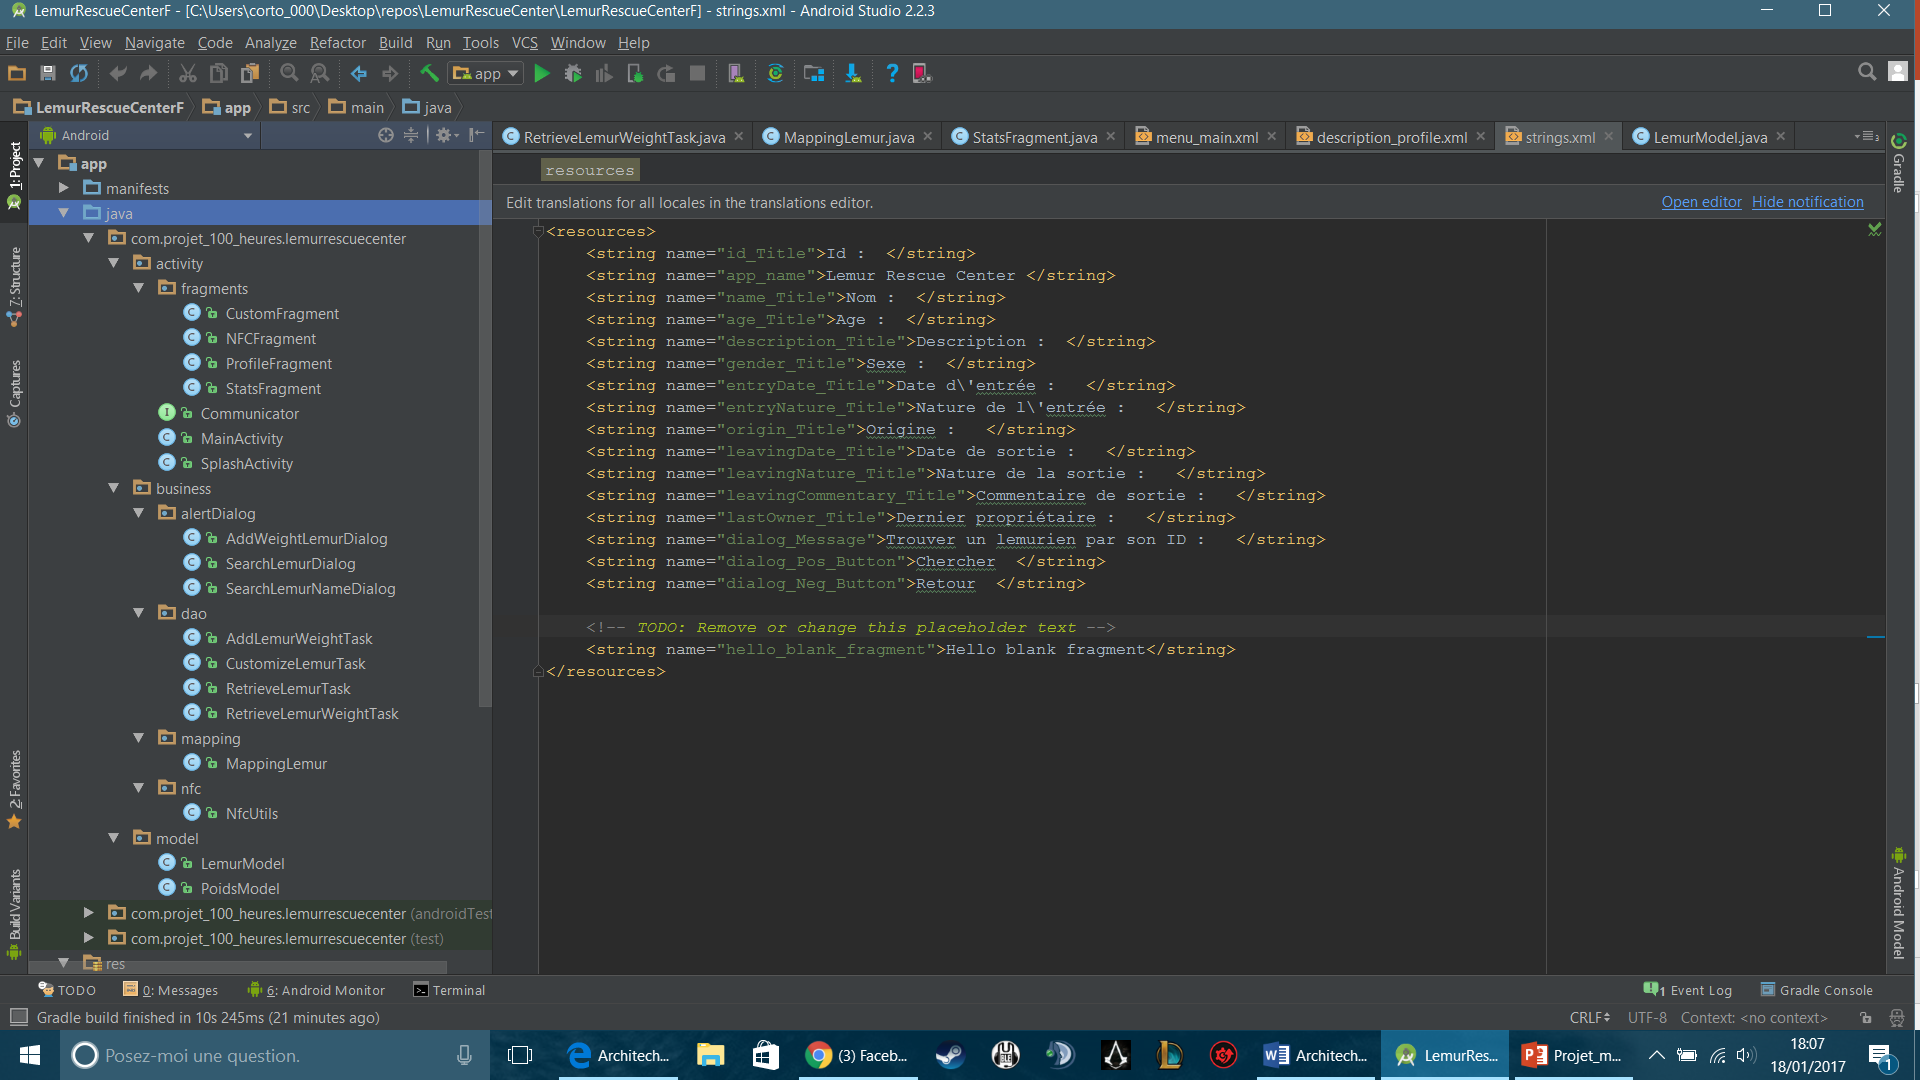 LemurRescueCenterF - [C:\Users\corto_000\Desktop\repos\LemurRescueCenter\LemurRescueCenterF] - strings.xml - Android Studio 2.2.3
File Edit View Navigate Code Analyze Refactor Build Run Tools VCS Window Help
app
LemurRescueCenterF app src main java
Android
RetrieveLemurWeightTask.java MappingLemur.java StatsFragment.java menu_main.xml description_profile.xml strings.xml LemurModel.java
1: Project
7: Structure
Captures
2: Favorites
Build Variants
app
manifests
java
com.projet_100_heures.lemurrescuecenter
activity
fragments
CustomFragment
NFCFragment
ProfileFragment
StatsFragment
Communicator
MainActivity
SplashActivity
business
alertDialog
AddWeightLemurDialog
SearchLemurDialog
SearchLemurNameDialog
dao
AddLemurWeightTask
CustomizeLemurTask
RetrieveLemurTask
RetrieveLemurWeightTask
mapping
MappingLemur
nfc
NfcUtils
model
LemurModel
PoidsModel
com.projet_100_heures.lemurrescuecenter (androidTest
com.projet_100_heures.lemurrescuecenter (test)
res
resources
Edit translations for all locales in the translations editor. Open editor Hide notification
<resources>
    <string name="id_Title">Id :  </string>
    <string name="app_name">Lemur Rescue Center </string>
    <string name="name_Title">Nom :  </string>
    <string name="age_Title">Age :  </string>
    <string name="description_Title">Description :  </string>
    <string name="gender_Title">Sexe :  </string>
    <string name="entryDate_Title">Date d\'entrée :   </string>
    <string name="entryNature_Title">Nature de l\'entrée :   </string>
    <string name="origin_Title">Origine :   </string>
    <string name="leavingDate_Title">Date de sortie :   </string>
    <string name="leavingNature_Title">Nature de la sortie :   </string>
    <string name="leavingCommentary_Title">Commentaire de sortie :   </string>
    <string name="lastOwner_Title">Dernier propriétaire :   </string>
    <string name="dialog_Message">Trouver un lemurien par son ID :   </string>
    <string name="dialog_Pos_Button">Chercher  </string>
    <string name="dialog_Neg_Button">Retour  </string>
    <!-- TODO: Remove or change this placeholder text -->
    <string name="hello_blank_fragment">Hello blank fragment</string>
</resources>
Gradle
Android Model
TODO 0: Messages 6: Android Monitor Terminal 1 Event Log Gradle Console
Gradle build finished in 10s 245ms (21 minutes ago) CRLF UTF-8 Context: <no context>
Posez-moi une question. Architech... (3) Faceb... Architech... LemurRes... Projet_m... 18:07
18/01/2017
1